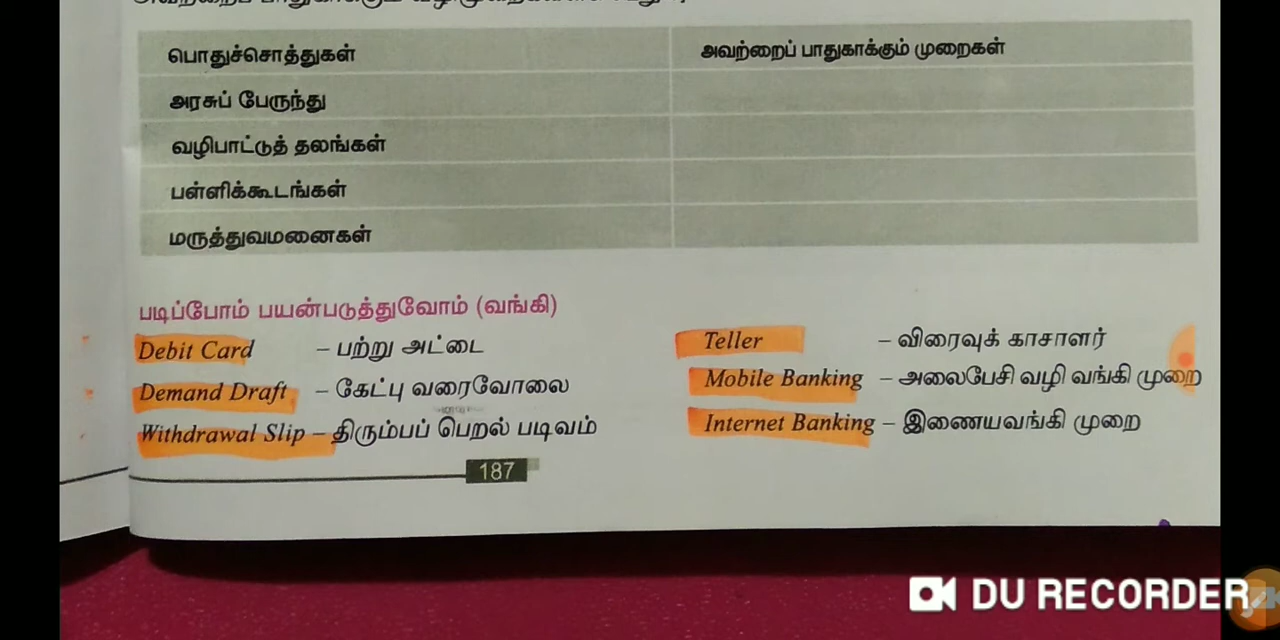 பொதுச்சொத்துகள் அவற்றைப் பாதுகாக்கும் முறைகள்
அரசுப் பேருந்து
வழிபாட்டுத் தலங்கள்
பள்ளிக்கூடங்கள்
மருத்துவமனைகள்
படிப்போம் பயன்படுத்துவோம் (வங்கி)
Debit Card – பற்று அட்டை Teller – விரைவுக் காசாளர்
Demand Draft – கேட்பு வரைவோலை Mobile Banking – அலைபேசி வழி வங்கி முறை
Withdrawal Slip – திரும்பப் பெறல் படிவம் Internet Banking – இணையவங்கி முறை
187
DU RECORDER